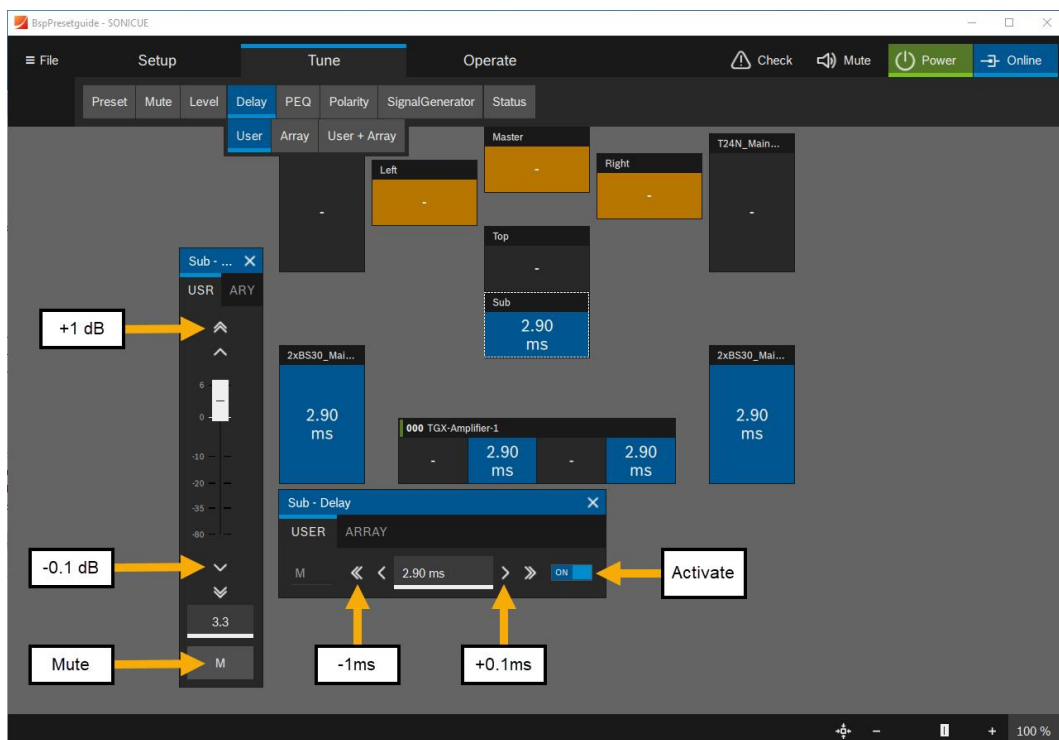 BspPresetguide - SONICUE
≡ File
Setup
Tune
Operate
Check
Mute
Power
Online
Preset
Mute
Level
Delay
PEQ
Polarity
SignalGenerator
Status
User
Array
User + Array
Master
-
Left
-
Right
-
T24N_Main...
-
-
Top
-
Sub
2.90
ms
Sub - ...
USR
ARY
+1 dB
6
0
-10
-20
-35
-80
-0.1 dB
3.3
Mute
M
2xBS30_Mai...
2.90
ms
2xBS30_Mai...
2.90
ms
000 TGX-Amplifier-1
-
2.90
ms
-
2.90
ms
Sub - Delay
USER
ARRAY
M
2.90 ms
ON
Activate
-1ms
+0.1ms
100 %